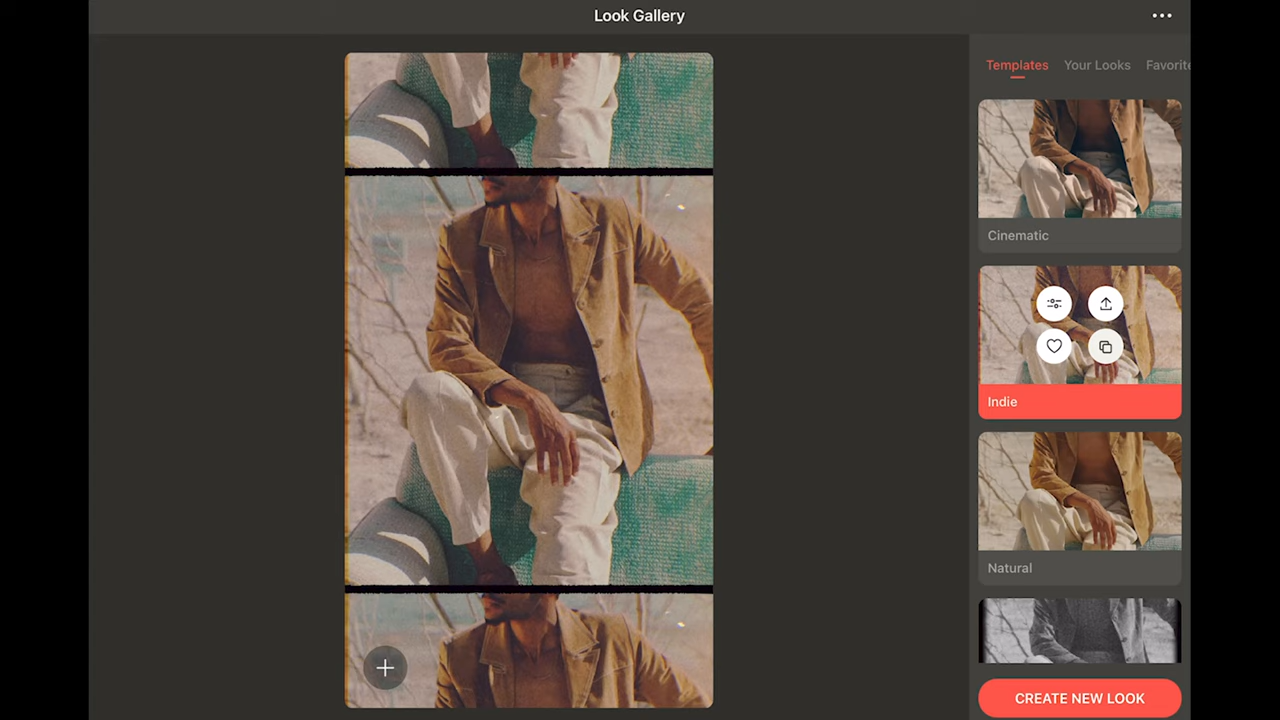 Look Gallery
Templates Your Looks Favorite
Cinematic
Indie
Natural
CREATE NEW LOOK